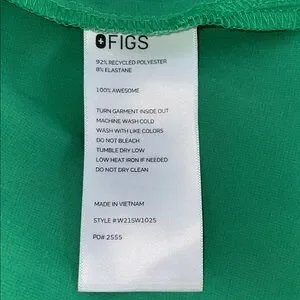 FIGS
92% RECYCLED POLYESTER
8% ELASTANE
100% AWESOME
TURN GARMENT INSIDE OUT
MACHINE WASH COLD
WASH WITH LIKE COLORS
DO NOT BLEACH
TUMBLE DRY LOW
LOW HEAT IRON IF NEEDED
DO NOT DRY CLEAN
MADE IN VIETNAM
STYLE # W21SW1025
PO# 2555